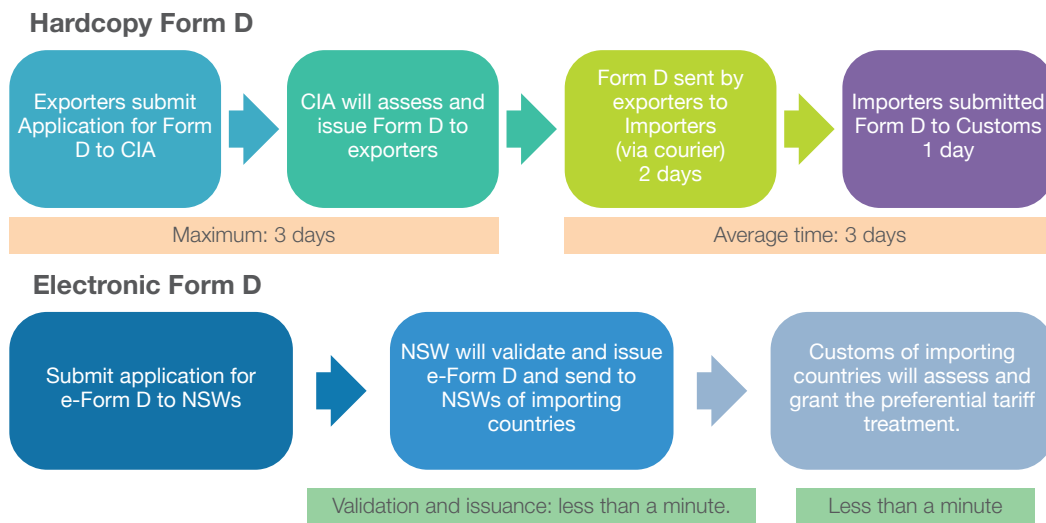 Hardcopy Form D
Exporters submit
Application for Form
D to CIA
CIA will assess and
issue Form D to
exporters
Form D sent by
exporters to
Importers
(via courier)
2 days
Importers submitted
Form D to Customs
1 day
Maximum: 3 days
Average time: 3 days
Electronic Form D
Submit application for
e-Form D to NSWs
NSW will validate and issue
e-Form D and send to
NSWs of importing
countries
Customs of importing
countries will assess and
grant the preferential tariff
treatment.
Validation and issuance: less than a minute.
Less than a minute